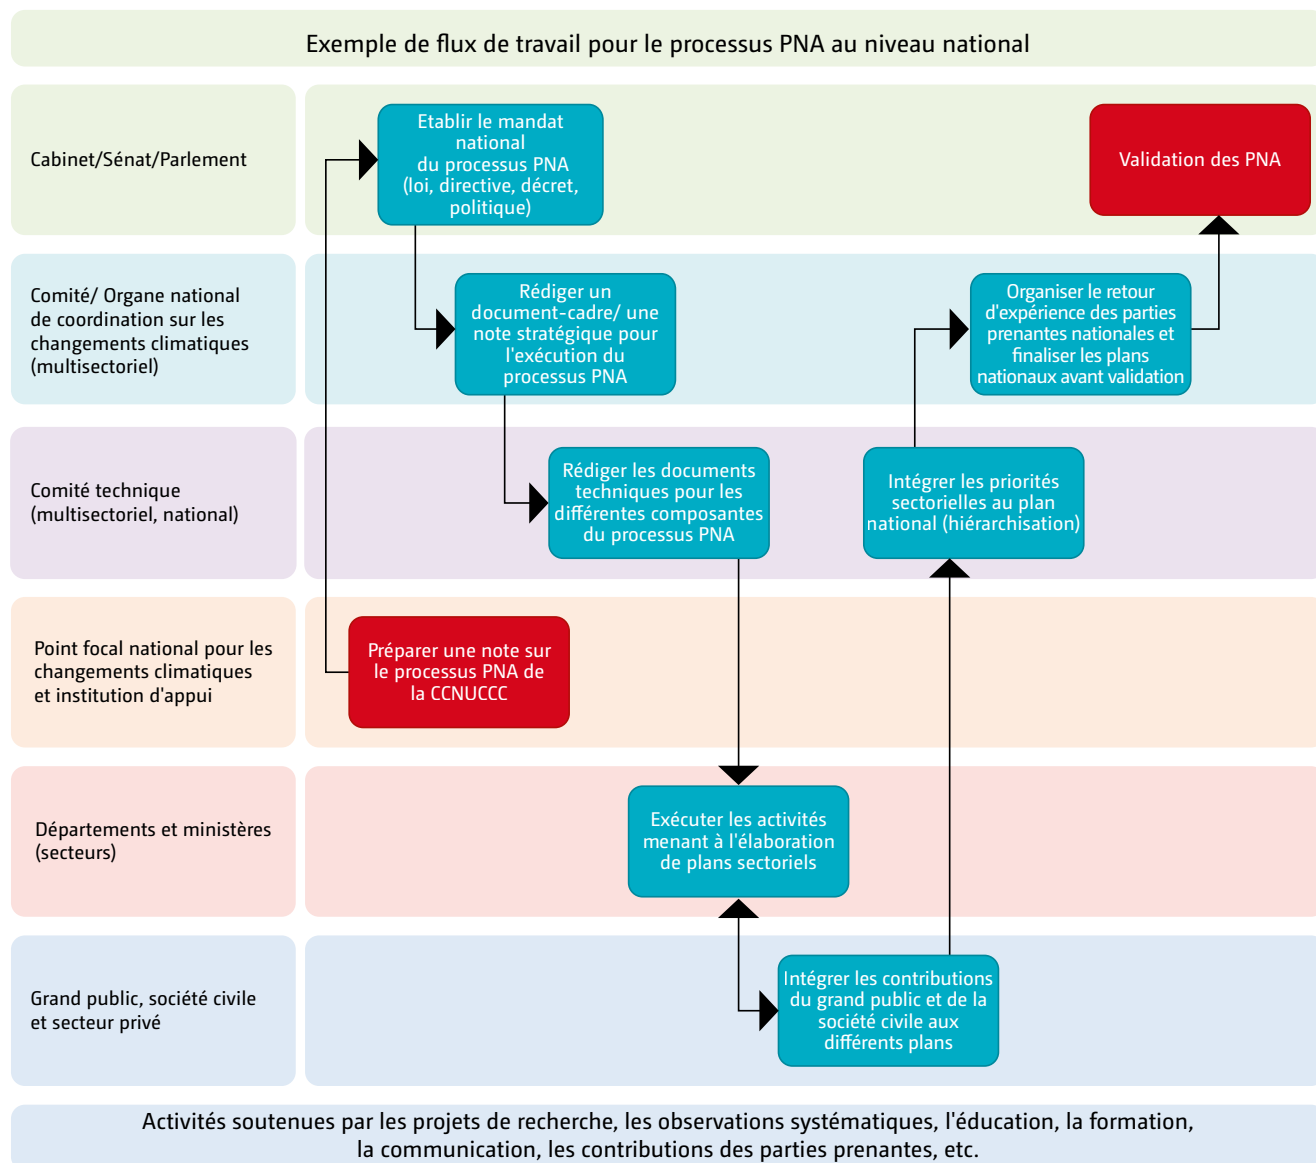 Exemple de flux de travail pour le processus PNA au niveau national
Cabinet/Sénat/Parlement
Etablir le mandat
national
du processus PNA
(loi, directive, décret,
politique)
Validation des PNA
Comité/ Organe national
de coordination sur les
changements climatiques
(multisectoriel)
Rédiger un
document-cadre/ une
note stratégique pour
l'exécution du
processus PNA
Organiser le retour
d'expérience des parties
prenantes nationales et
finaliser les plans
nationaux avant validation
Comité technique
(multisectoriel, national)
Rédiger les documents
techniques pour les
différentes composantes
du processus PNA
Intégrer les priorités
sectorielles au plan
national (hiérarchisation)
Point focal national pour les
changements climatiques
et institution d'appui
Préparer une note sur
le processus PNA de
la CCNUCCC
Départements et ministères
(secteurs)
Exécuter les activités
menant à l'élaboration
de plans sectoriels
Grand public, société civile
et secteur privé
Intégrer les contributions
du grand public et de la
société civile aux
différents plans
Activités soutenues par les projets de recherche, les observations systématiques, l'éducation, la formation,
la communication, les contributions des parties prenantes, etc.